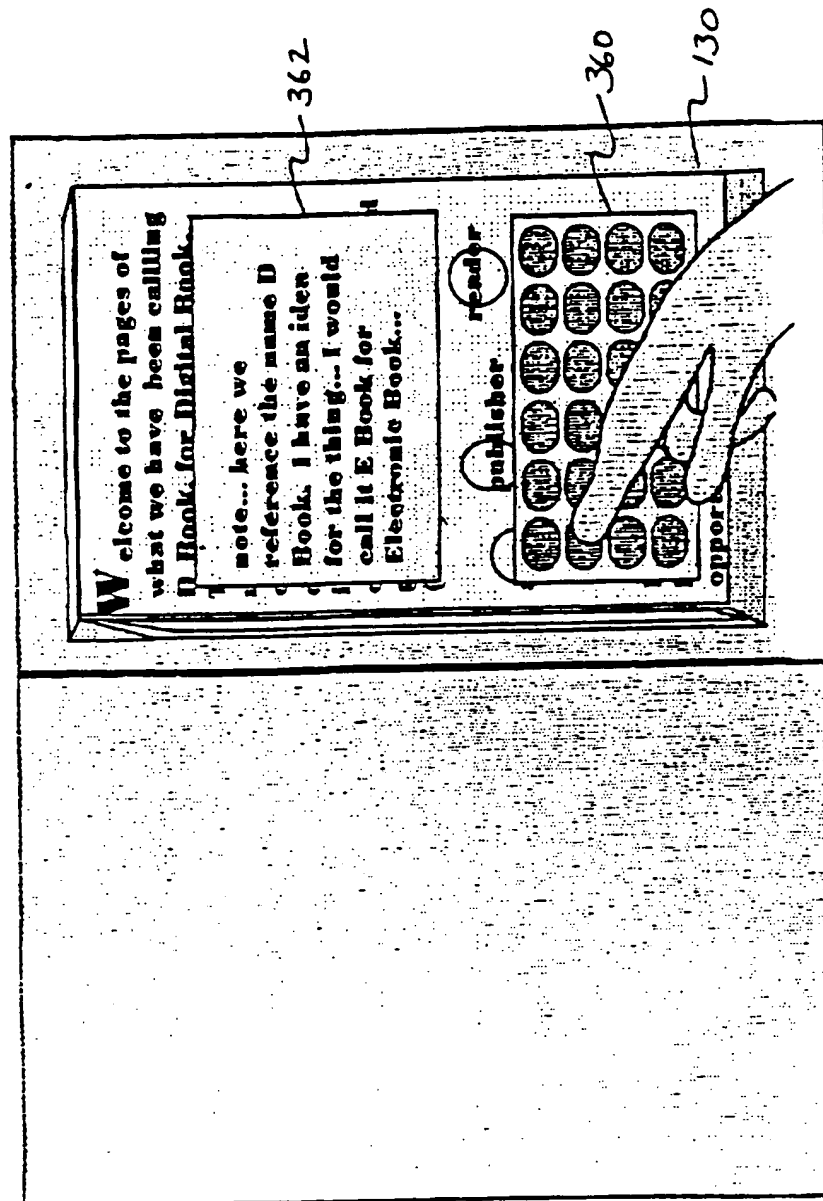 Welcome to the pages of
what we have been callling
D Book, for Digital Book.
note... here we
reference the name D
Book. I have an idea
for the thing... I would
call it E Book for
Electronic Book...
publisher
reader
opport
362
360
130